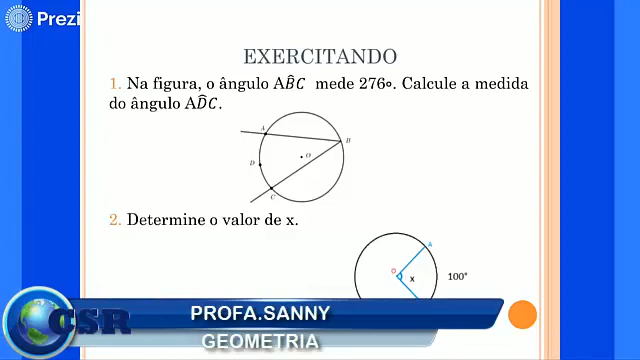 Prezi
EXERCITANDO
1. Na figura, o ângulo AB̂C mede 276º. Calcule a medida
do ângulo AD̂C.
A
B
O
D
C
2. Determine o valor de x.
A
O
x
100°
PROFA.SANNY
CSR
GEOMETRIA